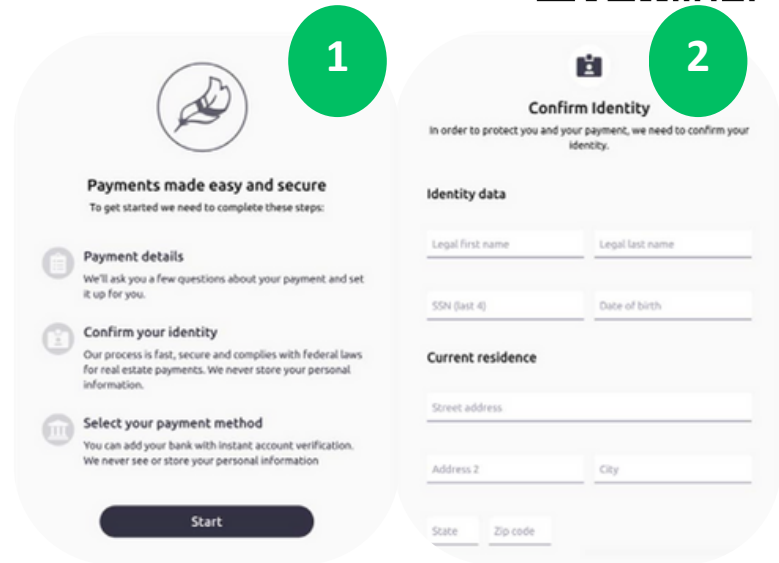 1
Payments made easy and secure
To get started we need to complete these steps:
Payment details
We'll ask you a few questions about your payment and set
it up for you.
Confirm your identity
Our process is fast, secure and complies with federal laws
for real estate payments. We never store your personal
information.
Select your payment method
You can add your bank with instant account verification.
We never see or store your personal information
Start
2
Confirm Identity
In order to protect you and your payment, we need to confirm your
identity.
Identity data
Legal first name
Legal last name
SSN (last 4)
Date of birth
Current residence
Street address
Address 2
City
State
Zip code